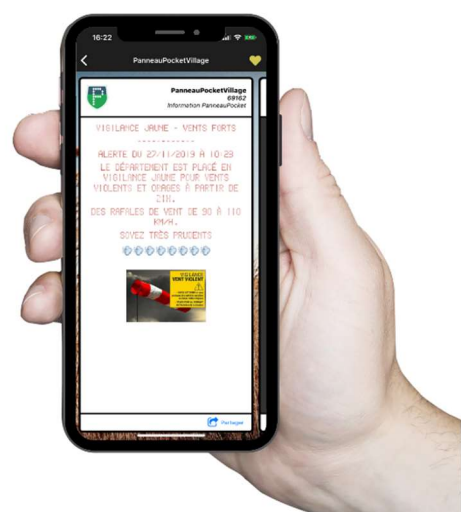 16:22
PanneauPocketVillage
PanneauPocketVillage
69162
Information PanneauPocket
VIGILANCE JAUNE - VENTS FORTS
------------
ALERTE DU 27/11/2019 À 10:29
LE DÉPARTEMENT EST PLACÉ EN
VIGILANCE JAUNE POUR VENTS
VIOLENTS ET ORAGES À PARTIR DE
21H.
DES RAFALES DE VENT DE 90 À 110
KM/H.
SOYEZ TRÈS PRUDENTS
VIGILANCE
VENT VIOLENT
Partager